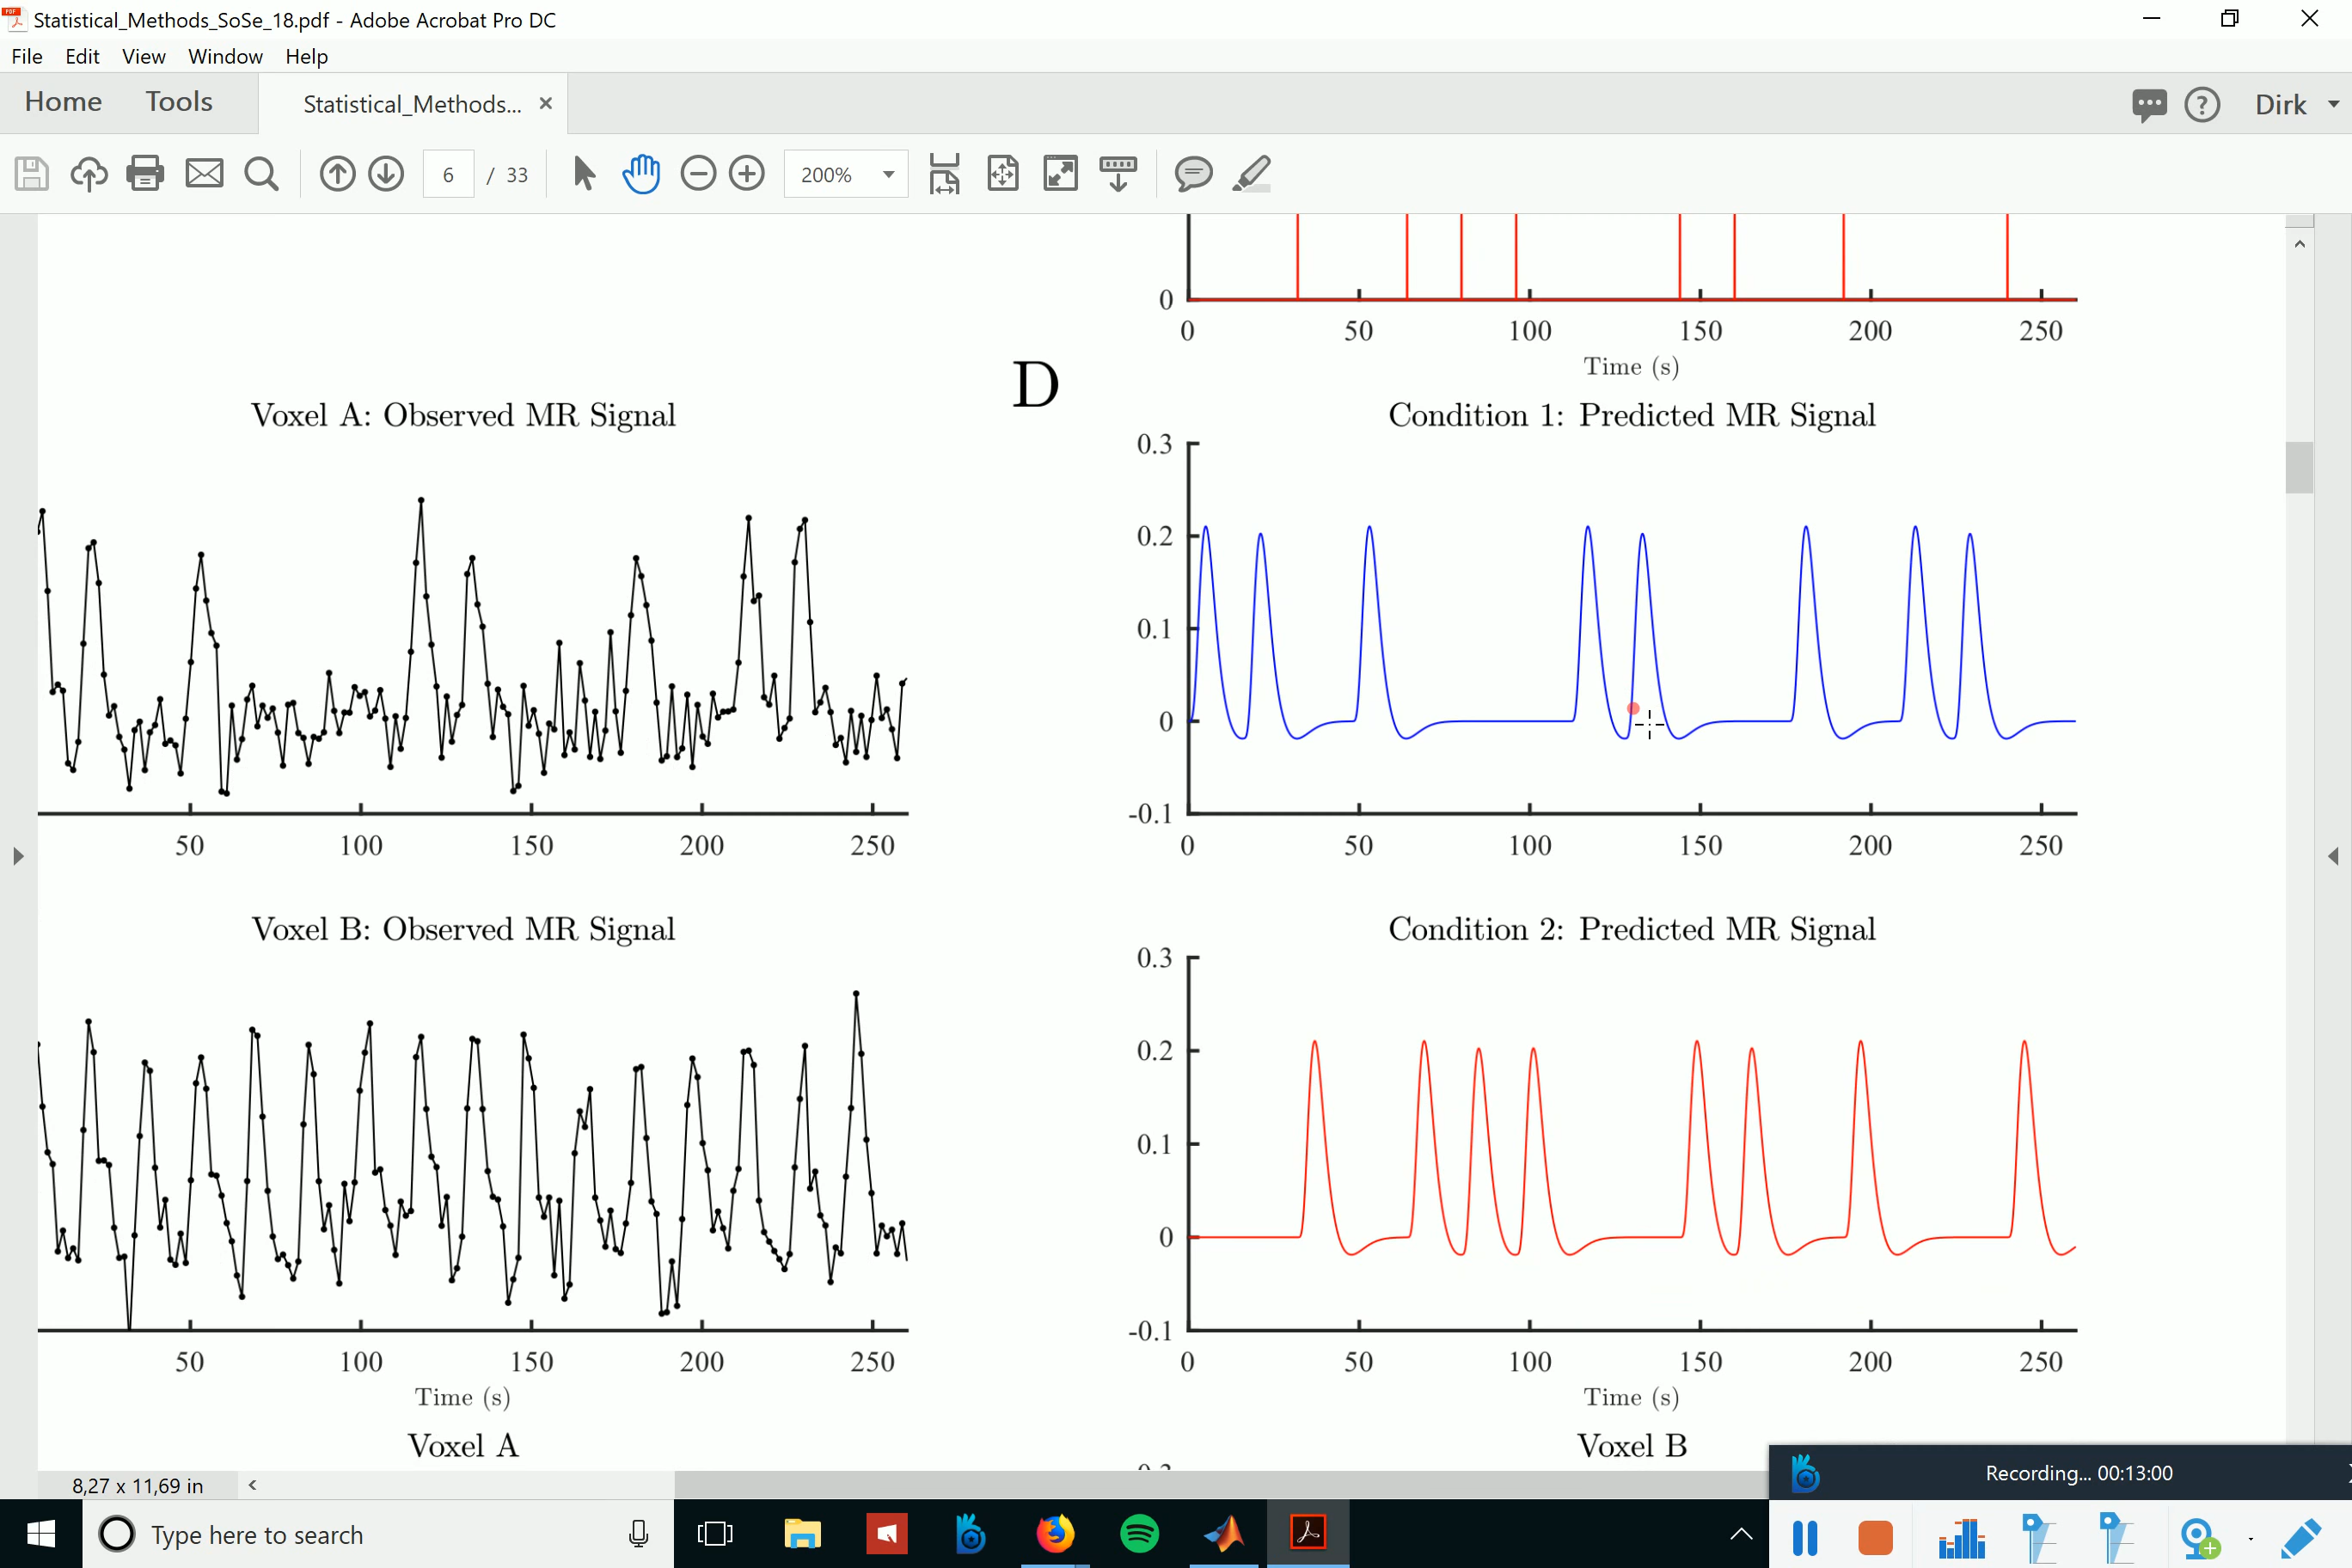 Statistical_Methods_SoSe_18.pdf - Adobe Acrobat Pro DC
File Edit View Window Help
Home Tools Statistical_Methods... × Dirk
6 / 33 200%
0
0 50 100 150 200 250
Time (s)
D
Voxel A: Observed MR Signal
50 100 150 200 250
Condition 1: Predicted MR Signal
0.3
0.2
0.1
0
-0.1
0 50 100 150 200 250
Voxel B: Observed MR Signal
50 100 150 200 250
Time (s)
Condition 2: Predicted MR Signal
0.3
0.2
0.1
0
-0.1
0 50 100 150 200 250
Time (s)
Voxel A
Voxel B
8,27 x 11,69 in
Recording... 00:13:00
Type here to search